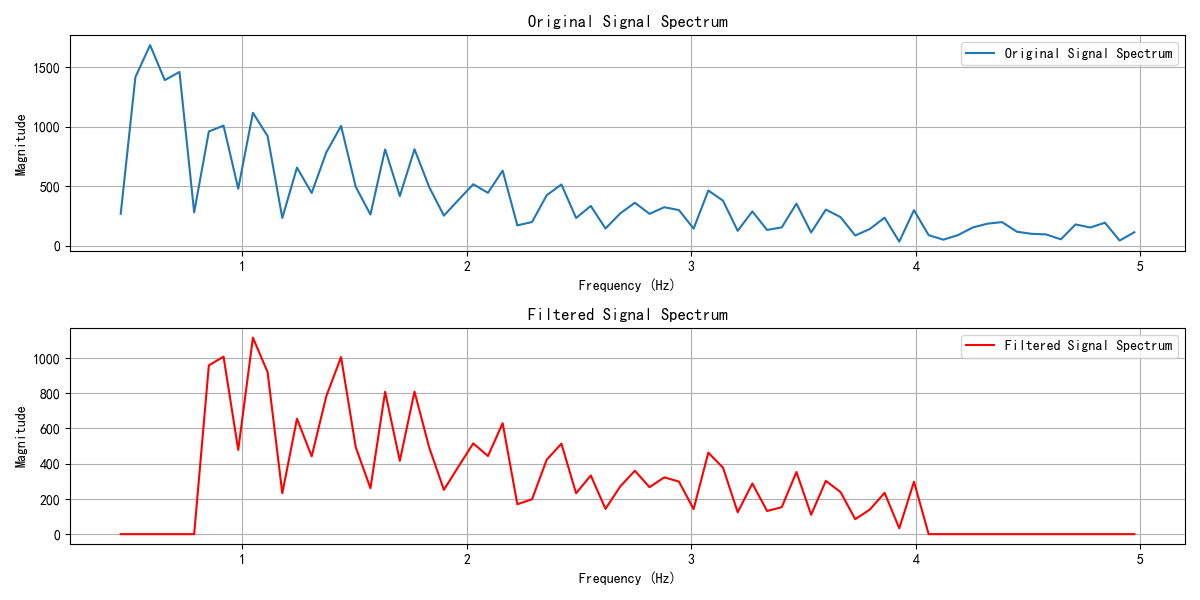 Original Signal Spectrum
Original Signal Spectrum
Magnitude
1500
1000
500
0
1 2 3 4 5
Frequency (Hz)
Filtered Signal Spectrum
Filtered Signal Spectrum
Magnitude
1000
800
600
400
200
0
1 2 3 4 5
Frequency (Hz)